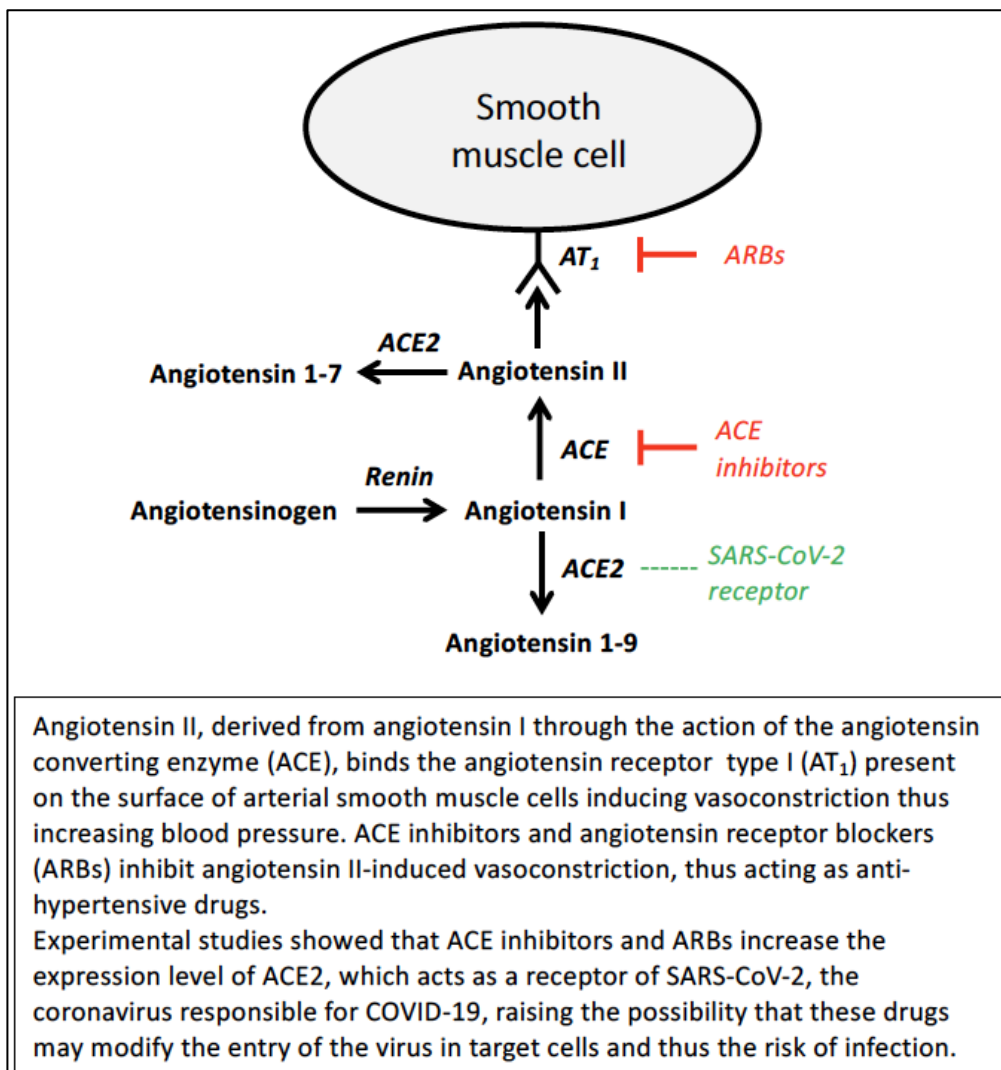 Smooth
muscle cell
AT₁
ARBs
ACE2
Angiotensin 1-7
Angiotensin II
ACE
ACE
inhibitors
Renin
Angiotensinogen
Angiotensin I
ACE2
SARS-CoV-2
receptor
Angiotensin 1-9
Angiotensin II, derived from angiotensin I through the action of the angiotensin
converting enzyme (ACE), binds the angiotensin receptor type I (AT₁) present
on the surface of arterial smooth muscle cells inducing vasoconstriction thus
increasing blood pressure. ACE inhibitors and angiotensin receptor blockers
(ARBs) inhibit angiotensin II-induced vasoconstriction, thus acting as anti-
hypertensive drugs.
Experimental studies showed that ACE inhibitors and ARBs increase the
expression level of ACE2, which acts as a receptor of SARS-CoV-2, the
coronavirus responsible for COVID-19, raising the possibility that these drugs
may modify the entry of the virus in target cells and thus the risk of infection.